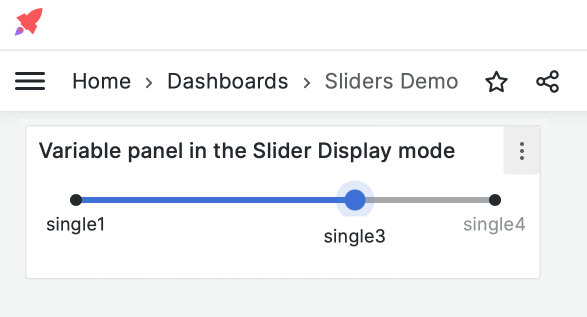 Home › Dashboards › Sliders Demo
Variable panel in the Slider Display mode
single1 single3 single4